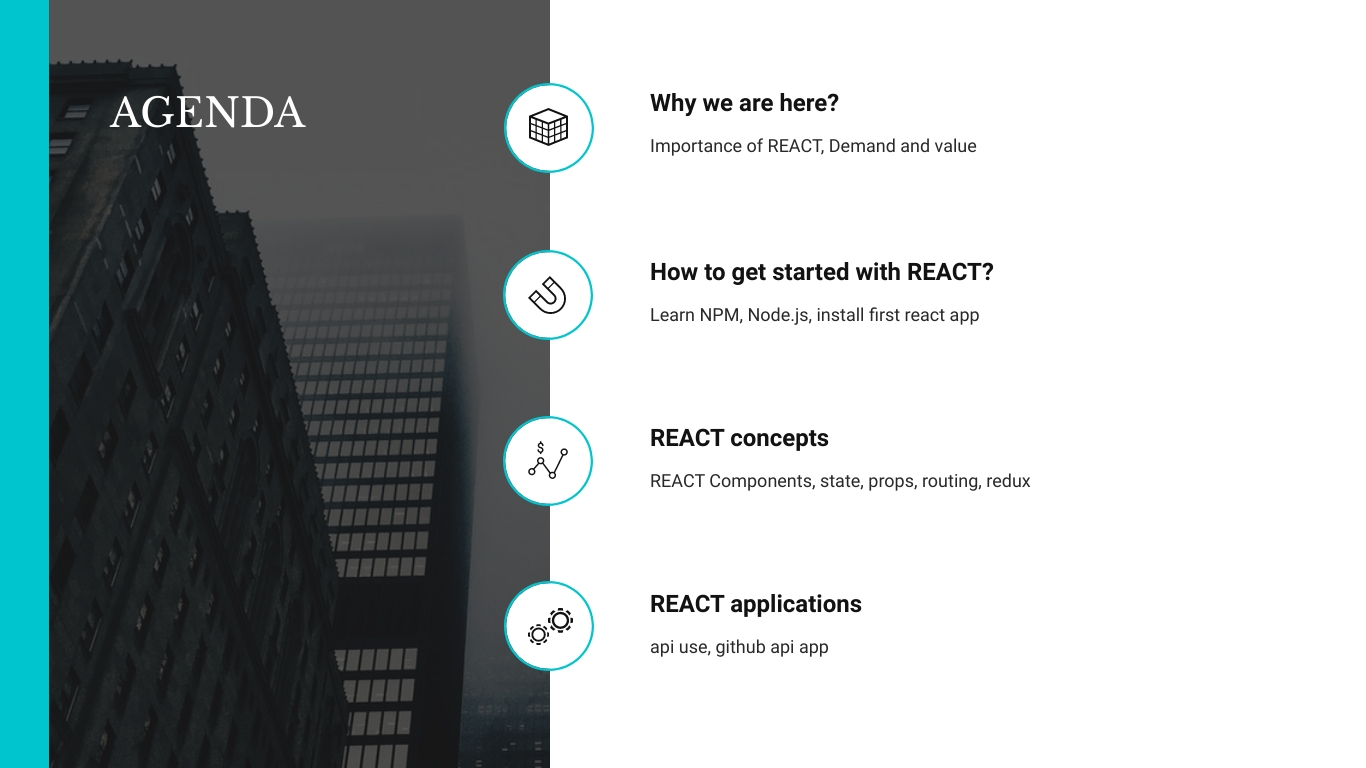 AGENDA
Why we are here?
Importance of REACT, Demand and value
How to get started with REACT?
Learn NPM, Node.js, install first react app
REACT concepts
REACT Components, state, props, routing, redux
$
REACT applications
api use, github api app